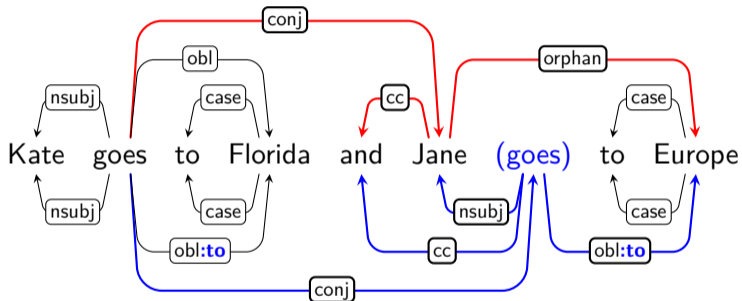 conj
obl orphan
nsubj case cc case
Kate goes to Florida and Jane (goes) to Europe
nsubj case nsubj case
obl:to cc obl:to
conj